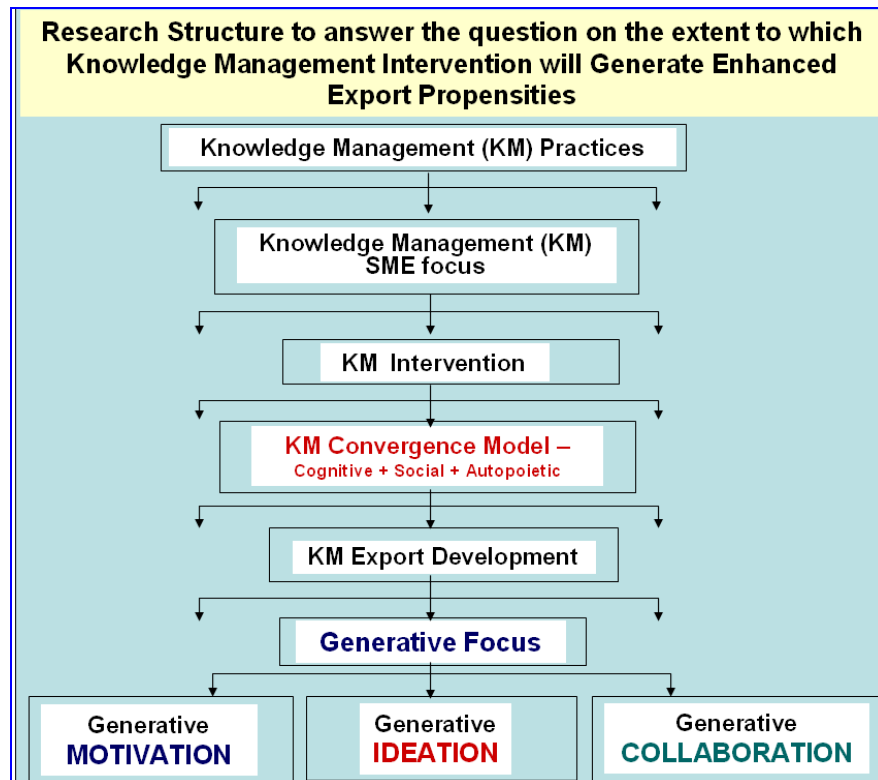 Research Structure to answer the question on the extent to which
Knowledge Management Intervention will Generate Enhanced
Export Propensities
Knowledge Management (KM) Practices
Knowledge Management (KM)
SME focus
KM Intervention
KM Convergence Model –
Cognitive + Social + Autopoietic
KM Export Development
Generative Focus
Generative
MOTIVATION
Generative
IDEATION
Generative
COLLABORATION